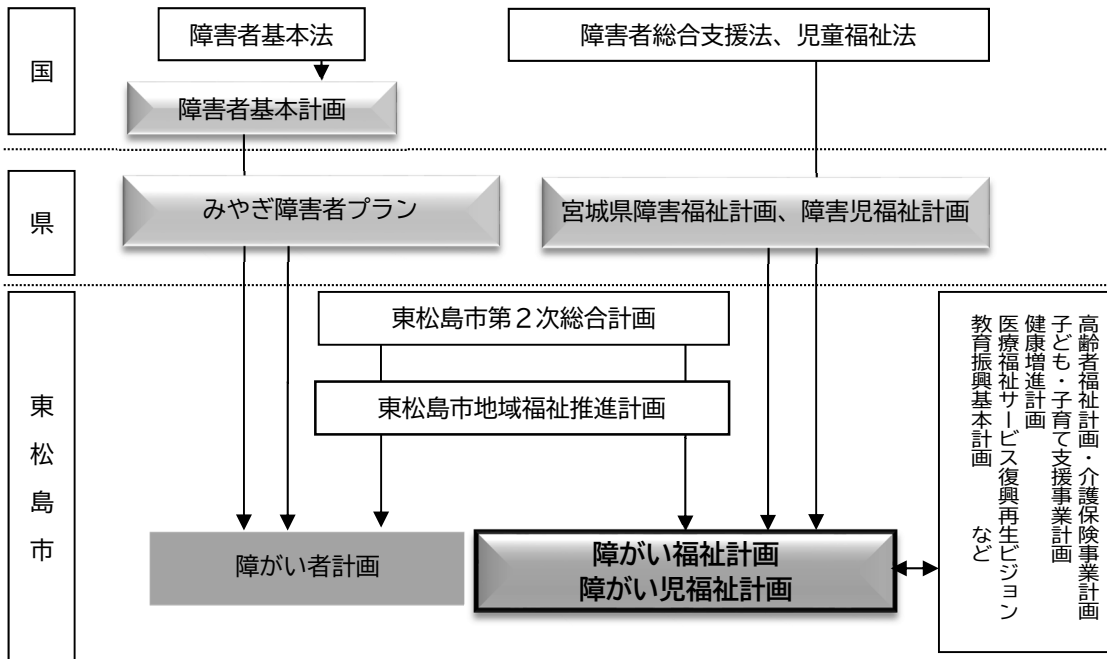 国
障害者基本法
障害者総合支援法、児童福祉法
障害者基本計画
県
みやぎ障害者プラン
宮城県障害福祉計画、障害児福祉計画
東松島市
東松島市第２次総合計画
東松島市地域福祉推進計画
障がい者計画
障がい福祉計画
障がい児福祉計画
高齢者福祉計画・介護保険事業計画
子ども・子育て支援事業計画
健康増進計画
医療福祉サービス復興再生ビジョン
教育振興基本計画　　など